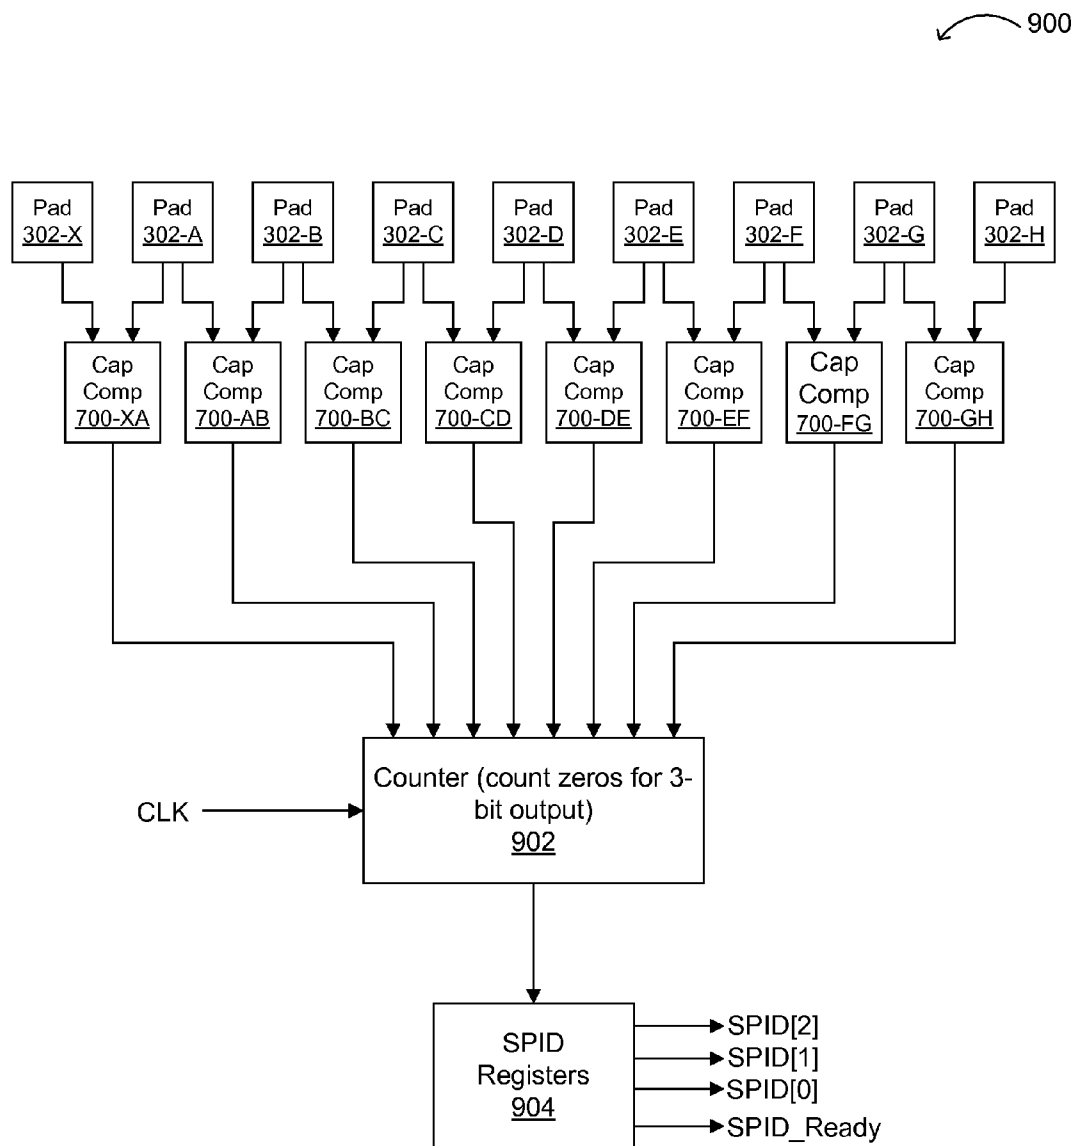 900
Pad
302-X
Pad
302-A
Pad
302-B
Pad
302-C
Pad
302-D
Pad
302-E
Pad
302-F
Pad
302-G
Pad
302-H
Cap
Comp
700-XA
Cap
Comp
700-AB
Cap
Comp
700-BC
Cap
Comp
700-CD
Cap
Comp
700-DE
Cap
Comp
700-EF
Cap
Comp
700-FG
Cap
Comp
700-GH
CLK
Counter (count zeros for 3-
bit output)
902
SPID
Registers
904
SPID[2]
SPID[1]
SPID[0]
SPID_Ready